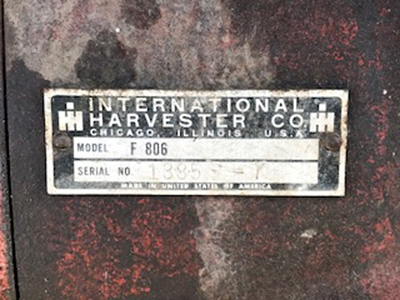 INTERNATIONAL
HARVESTER CO.
CHICAGO, ILLINOIS U.S.A.
MODEL F 806
SERIAL NO.
MADE IN UNITED STATES OF AMERICA